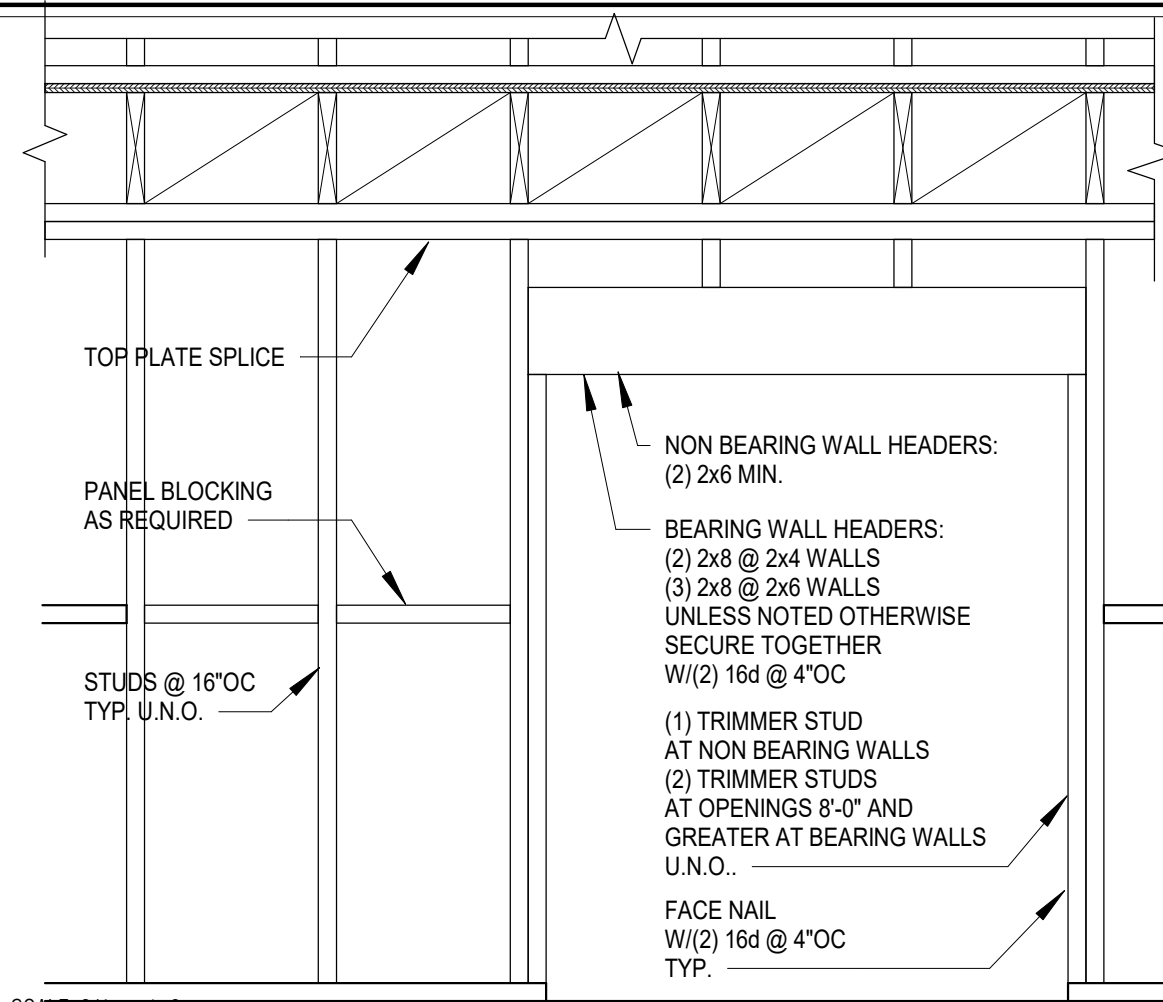 TOP PLATE SPLICE
PANEL BLOCKING
AS REQUIRED
STUDS @ 16"OC
TYP. U.N.O.
NON BEARING WALL HEADERS:
(2) 2x6 MIN.
BEARING WALL HEADERS:
(2) 2x8 @ 2x4 WALLS
(3) 2x8 @ 2x6 WALLS
UNLESS NOTED OTHERWISE
SECURE TOGETHER
W/(2) 16d @ 4"OC
(1) TRIMMER STUD
AT NON BEARING WALLS
(2) TRIMMER STUDS
AT OPENINGS 8'-0" AND
GREATER AT BEARING WALLS
U.N.O..
FACE NAIL
W/(2) 16d @ 4"OC
TYP.